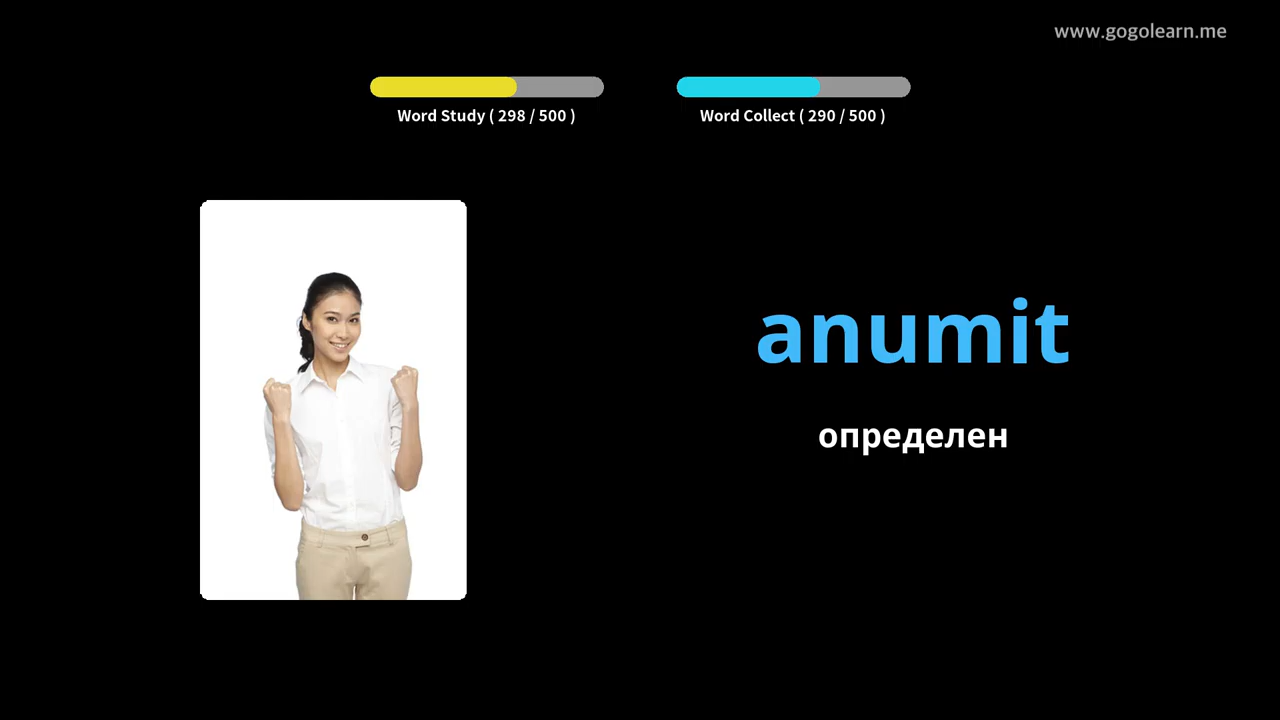 www.gogolearn.me
Word Study ( 298 / 500 )
Word Collect ( 290 / 500 )
anumit
определен